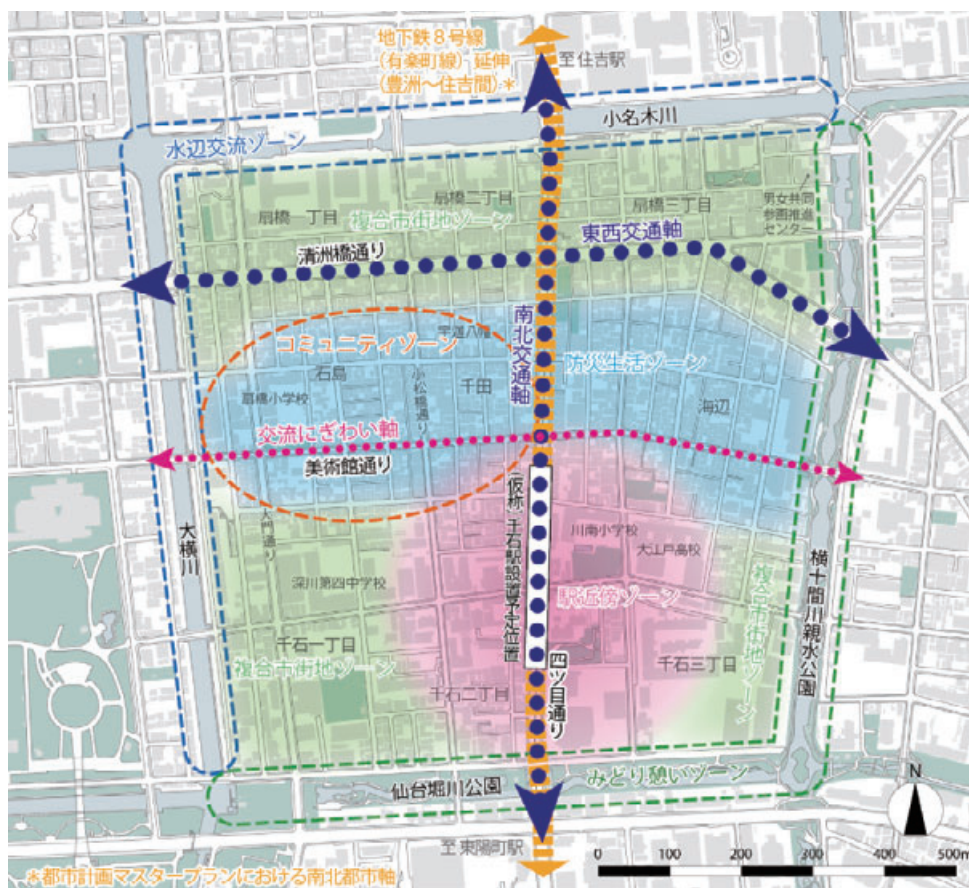 地下鉄8号線
(有楽町線) 延伸
(豊洲〜住吉間) *
至住吉駅
小名木川
水辺交流ゾーン
扇橋一丁目
扇橋二丁目
扇橋三丁目
複合市街地ゾーン
男女共同
参画推進
センター
東西交通軸
清洲橋通り
南北交通軸
宇迦八幡
コミュニティゾーン
防災生活ゾーン
石島
千田
小松橋通り
扇橋小学校
海辺
交流にぎわい軸
美術館通り
(仮称)千石駅設置予定位置
大門通り
川南小学校
大江戸高校
大横川
深川第四中学校
駅近傍ゾーン
複合市街地ゾーン
横十間川親水公園
千石一丁目
複合市街地ゾーン
千石二丁目
千石三丁目
四ツ目通り
みどり憩いゾーン
仙台堀川公園
至東陽町駅
N
0 100 200 300 400 500m
*都市計画マスタープランにおける南北都市軸